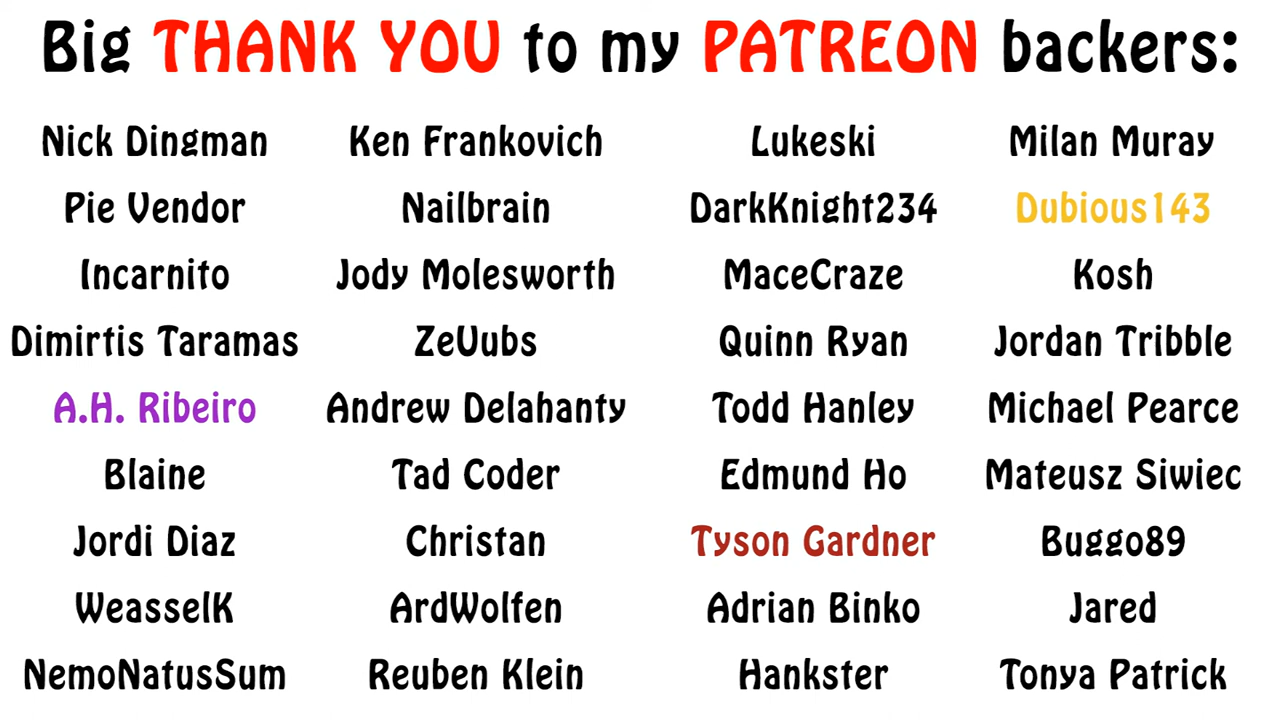 Big THANK YOU to my PATREON backers:
Nick Dingman Ken Frankovich Lukeski Milan Muray
Pie Vendor Nailbrain DarkKnight234 Dubious143
Incarnito Jody Molesworth MaceCraze Kosh
Dimirtis Taramas ZeUubs Quinn Ryan Jordan Tribble
A.H. Ribeiro Andrew Delahanty Todd Hanley Michael Pearce
Blaine Tad Coder Edmund Ho Mateusz Siwiec
Jordi Diaz Christan Tyson Gardner Buggo89
WeasselK ArdWolfen Adrian Binko Jared
NemoNatusSum Reuben Klein Hankster Tonya Patrick